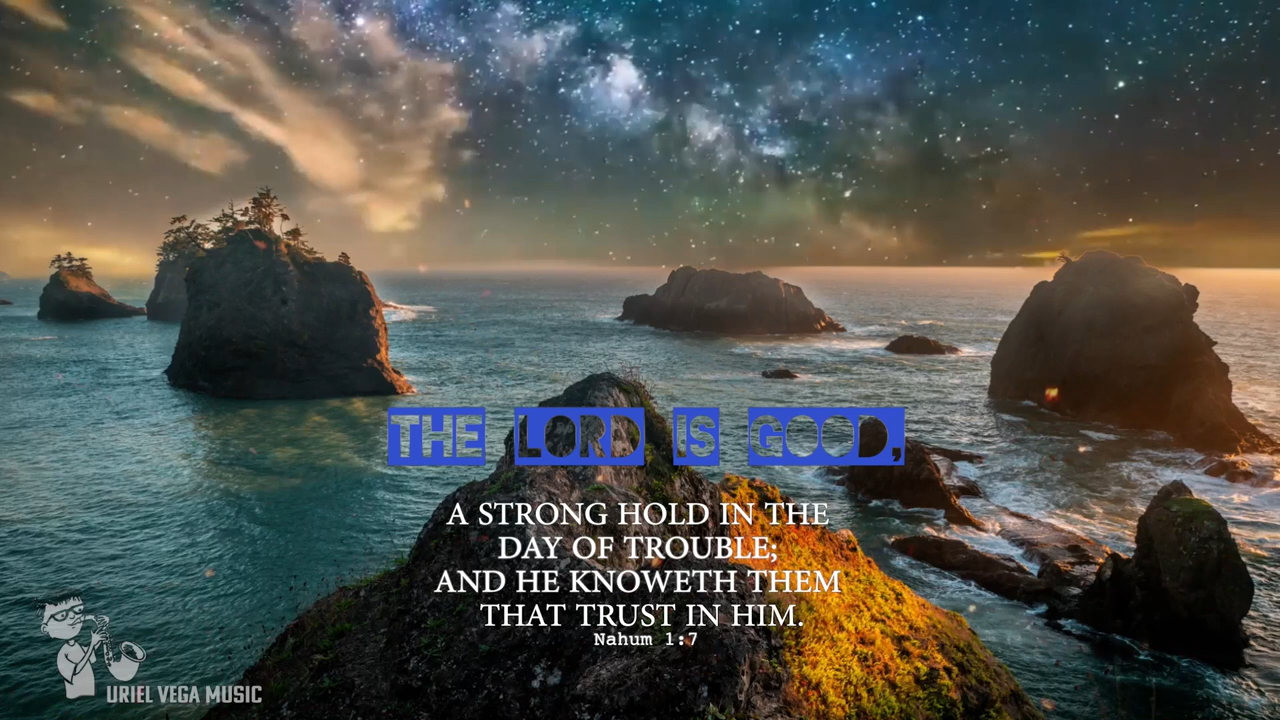 THE LORD IS GOOD,
A STRONG HOLD IN THE
DAY OF TROUBLE;
AND HE KNOWETH THEM
THAT TRUST IN HIM.
Nahum 1:7
URIEL VEGA MUSIC